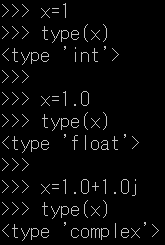 >>> x=1
>>> type(x)
<type 'int'>
>>>
>>> x=1.0
>>> type(x)
<type 'float'>
>>>
>>> x=1.0+1.0j
>>> type(x)
<type 'complex'>